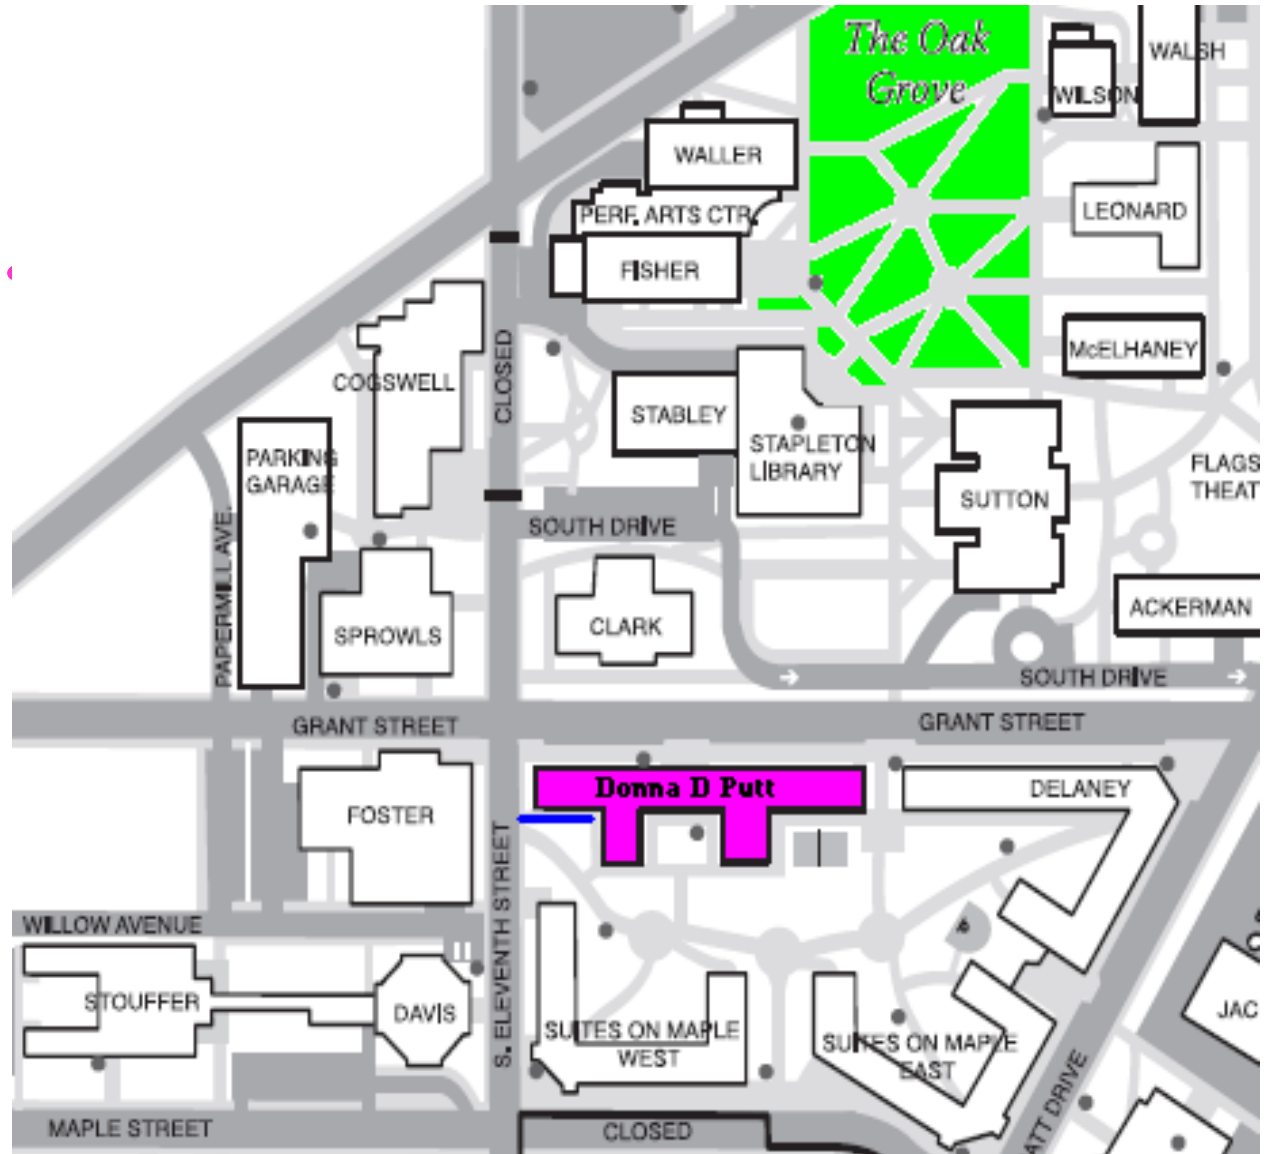 The Oak
Grove
WALSH
WILSON
WALLER
LEONARD
PERF. ARTS CTR.
FISHER
McELHANEY
CLOSED
COGSWELL
STABLEY
STAPLETON
LIBRARY
PARKING
GARAGE
FLAGS
THEAT
SUTTON
SOUTH DRIVE
PAPERMILL AVE.
ACKERMAN
CLARK
SPROWLS
SOUTH DRIVE
GRANT STREET
GRANT STREET
Donna D Putt
DELANEY
FOSTER
S. ELEVENTH STREET
WILLOW AVENUE
STOUFFER
DAVIS
JAC
SUITES ON MAPLE
WEST
SUITES ON MAPLE
EAST
ATT DRIVE
MAPLE STREET
CLOSED